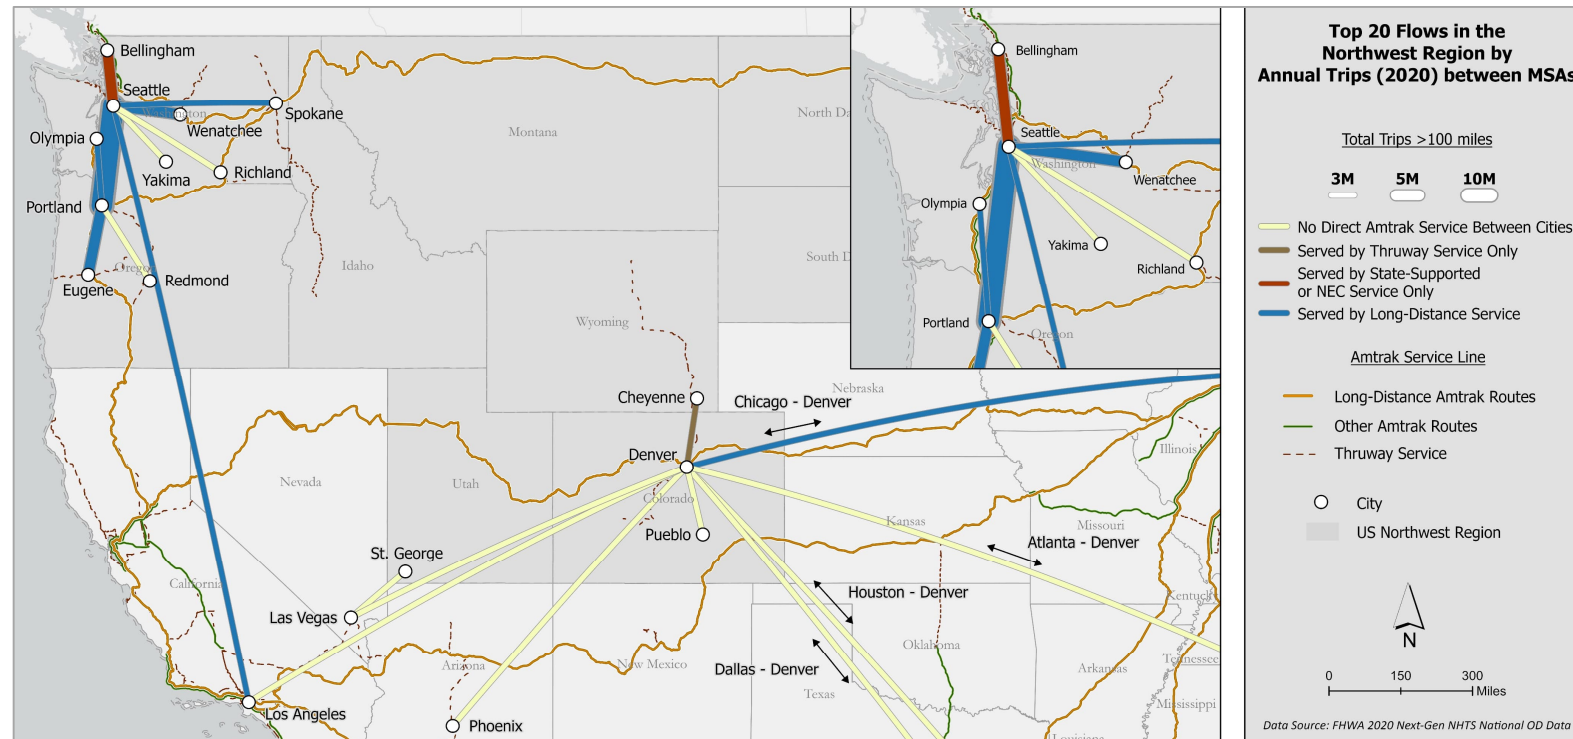 Bellingham
Seattle
Washington
Spokane
Wenatchee
Olympia
Yakima
Richland
Portland
Oregon
Redmond
Eugene
Montana
North Da
South D
Idaho
Wyoming
Nebraska
Cheyenne
Chicago - Denver
Denver
Colorado
Nevada
Utah
Pueblo
Kansas
Missouri
Illinois
Atlanta - Denver
St. George
California
Las Vegas
Houston - Denver
Kentuck
Oklahoma
Dallas - Denver
Arizona
New Mexico
Texas
Arkansas
Tennessee
Mississippi
Los Angeles
Phoenix
Louisiana
Bellingham
Seattle
Washington
Wenatchee
Olympia
Yakima
Richland
Portland
Oregon
Top 20 Flows in the
Northwest Region by
Annual Trips (2020) between MSAs
Total Trips >100 miles
3M 5M 10M
No Direct Amtrak Service Between Cities
Served by Thruway Service Only
Served by State-Supported
or NEC Service Only
Served by Long-Distance Service
Amtrak Service Line
Long-Distance Amtrak Routes
Other Amtrak Routes
Thruway Service
City
US Northwest Region
N
0 150 300
Miles
Data Source: FHWA 2020 Next-Gen NHTS National OD Data